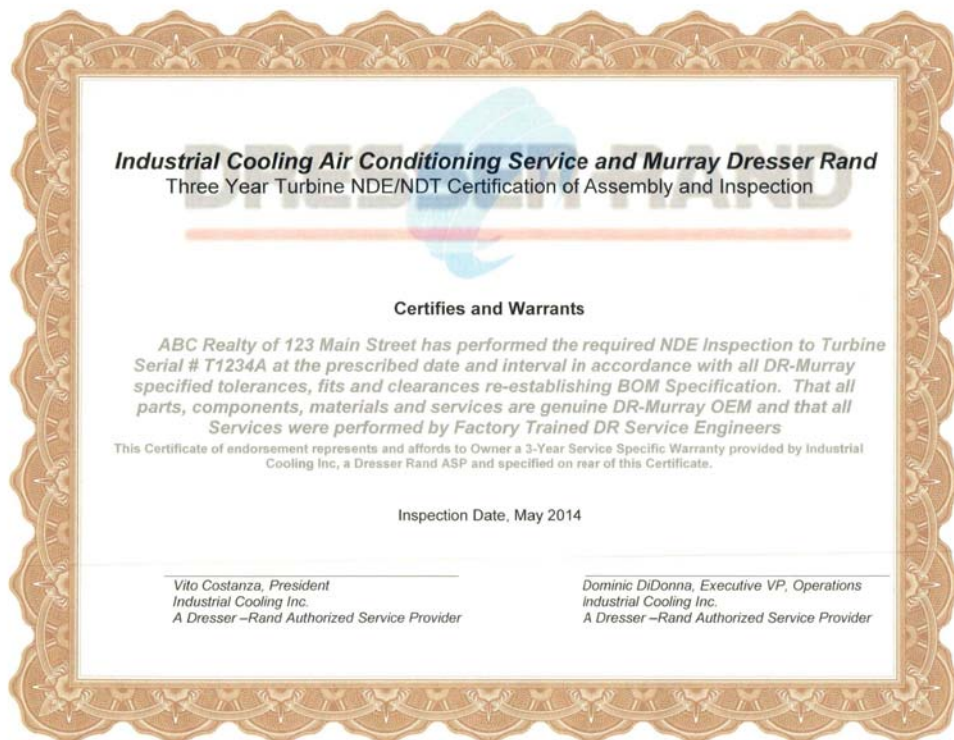 DRESSER-RAND
Industrial Cooling Air Conditioning Service and Murray Dresser Rand
Three Year Turbine NDE/NDT Certification of Assembly and Inspection
Certifies and Warrants
ABC Realty of 123 Main Street has performed the required NDE Inspection to Turbine
Serial # T1234A at the prescribed date and interval in accordance with all DR-Murray
specified tolerances, fits and clearances re-establishing BOM Specification. That all
parts, components, materials and services are genuine DR-Murray OEM and that all
Services were performed by Factory Trained DR Service Engineers
This Certificate of endorsement represents and affords to Owner a 3-Year Service Specific Warranty provided by Industrial
Cooling Inc, a Dresser Rand ASP and specified on rear of this Certificate.
Inspection Date, May 2014
Vito Costanza, President
Industrial Cooling Inc.
A Dresser –Rand Authorized Service Provider
Dominic DiDonna, Executive VP, Operations
Industrial Cooling Inc.
A Dresser –Rand Authorized Service Provider